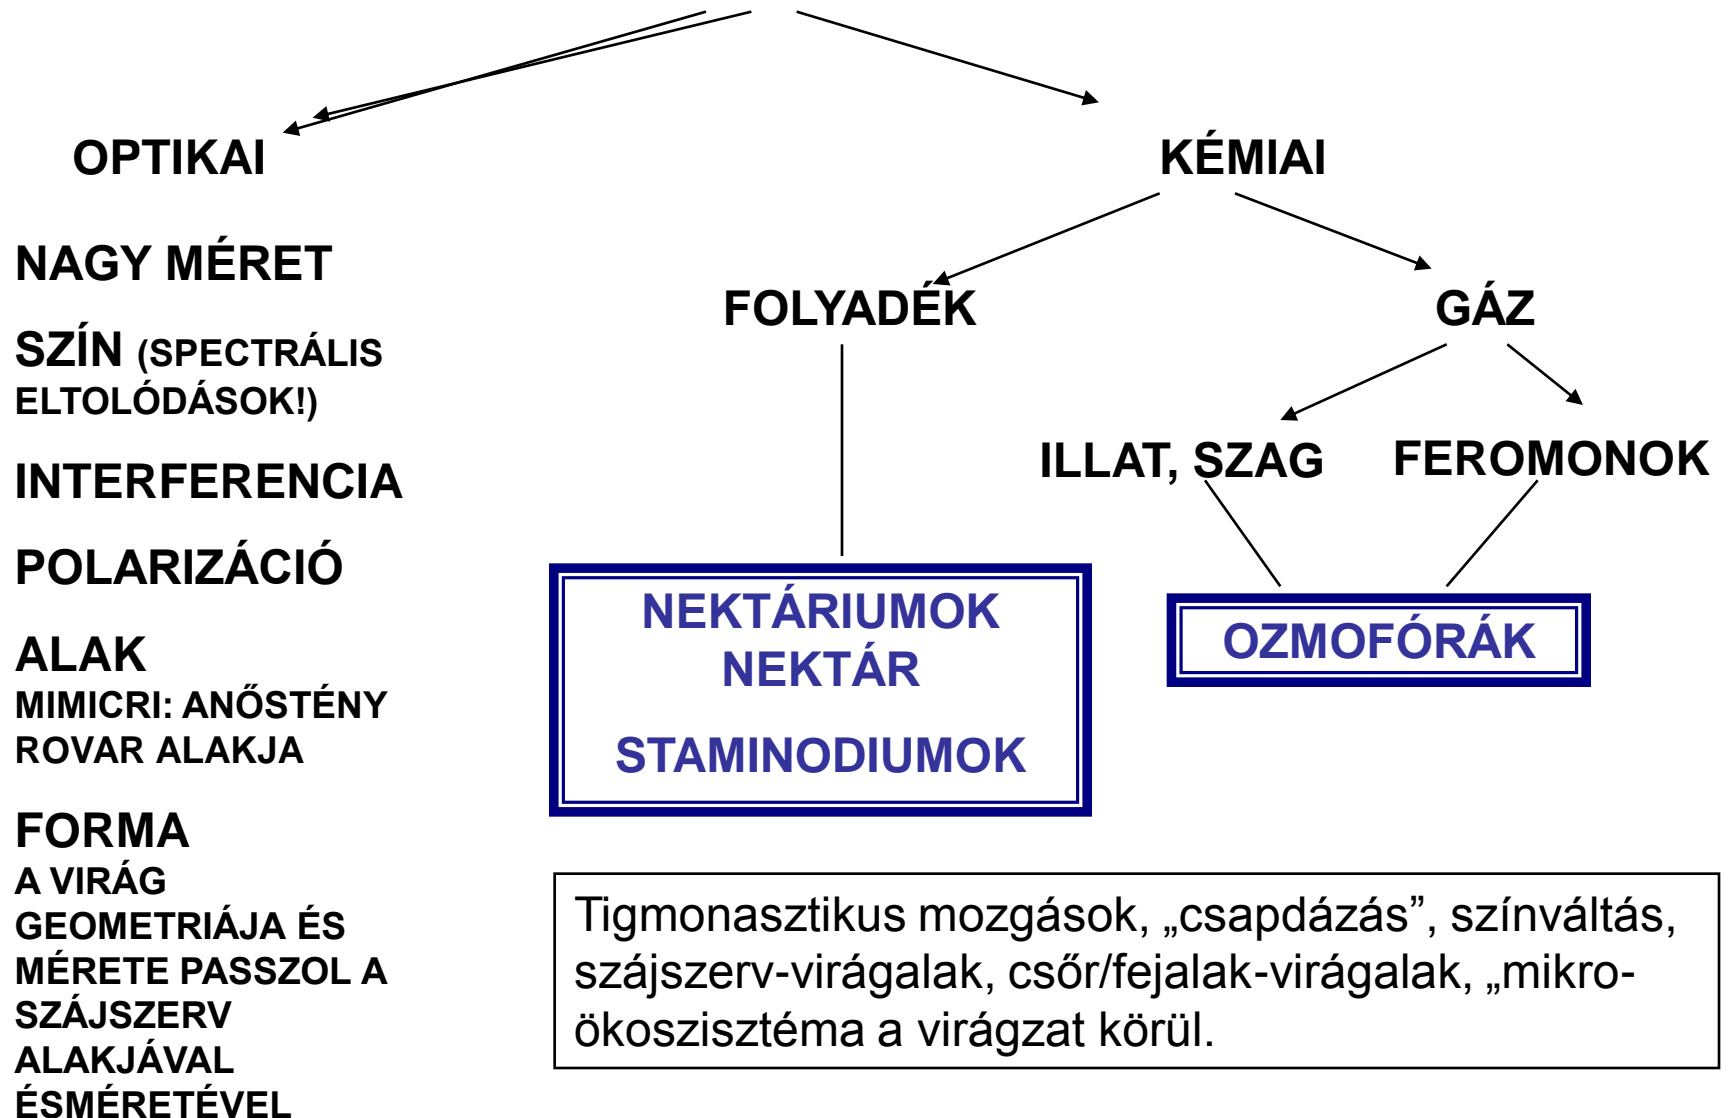 OPTIKAI
KÉMIAI
NAGY MÉRET
FOLYADÉK
GÁZ
SZÍN (SPECTRÁLIS
ELTOLÓDÁSOK!)
ILLAT, SZAG
FEROMONOK
INTERFERENCIA
POLARIZÁCIÓ
NEKTÁRIUMOK
NEKTÁR
STAMINODIUMOK
OZMOFÓRÁK
ALAK
MIMICRI: ANŐSTÉNY
ROVAR ALAKJA
FORMA
A VIRÁG
GEOMETRIÁJA ÉS
MÉRETE PASSZOL A
SZÁJSZERV
ALAKJÁVAL
ÉSMÉRETÉVEL
Tigmonasztikus mozgások, „csapdázás”, színváltás,
szájszerv-virágalak, csőr/fejalak-virágalak, „mikro-
ökoszisztéma a virágzat körül.